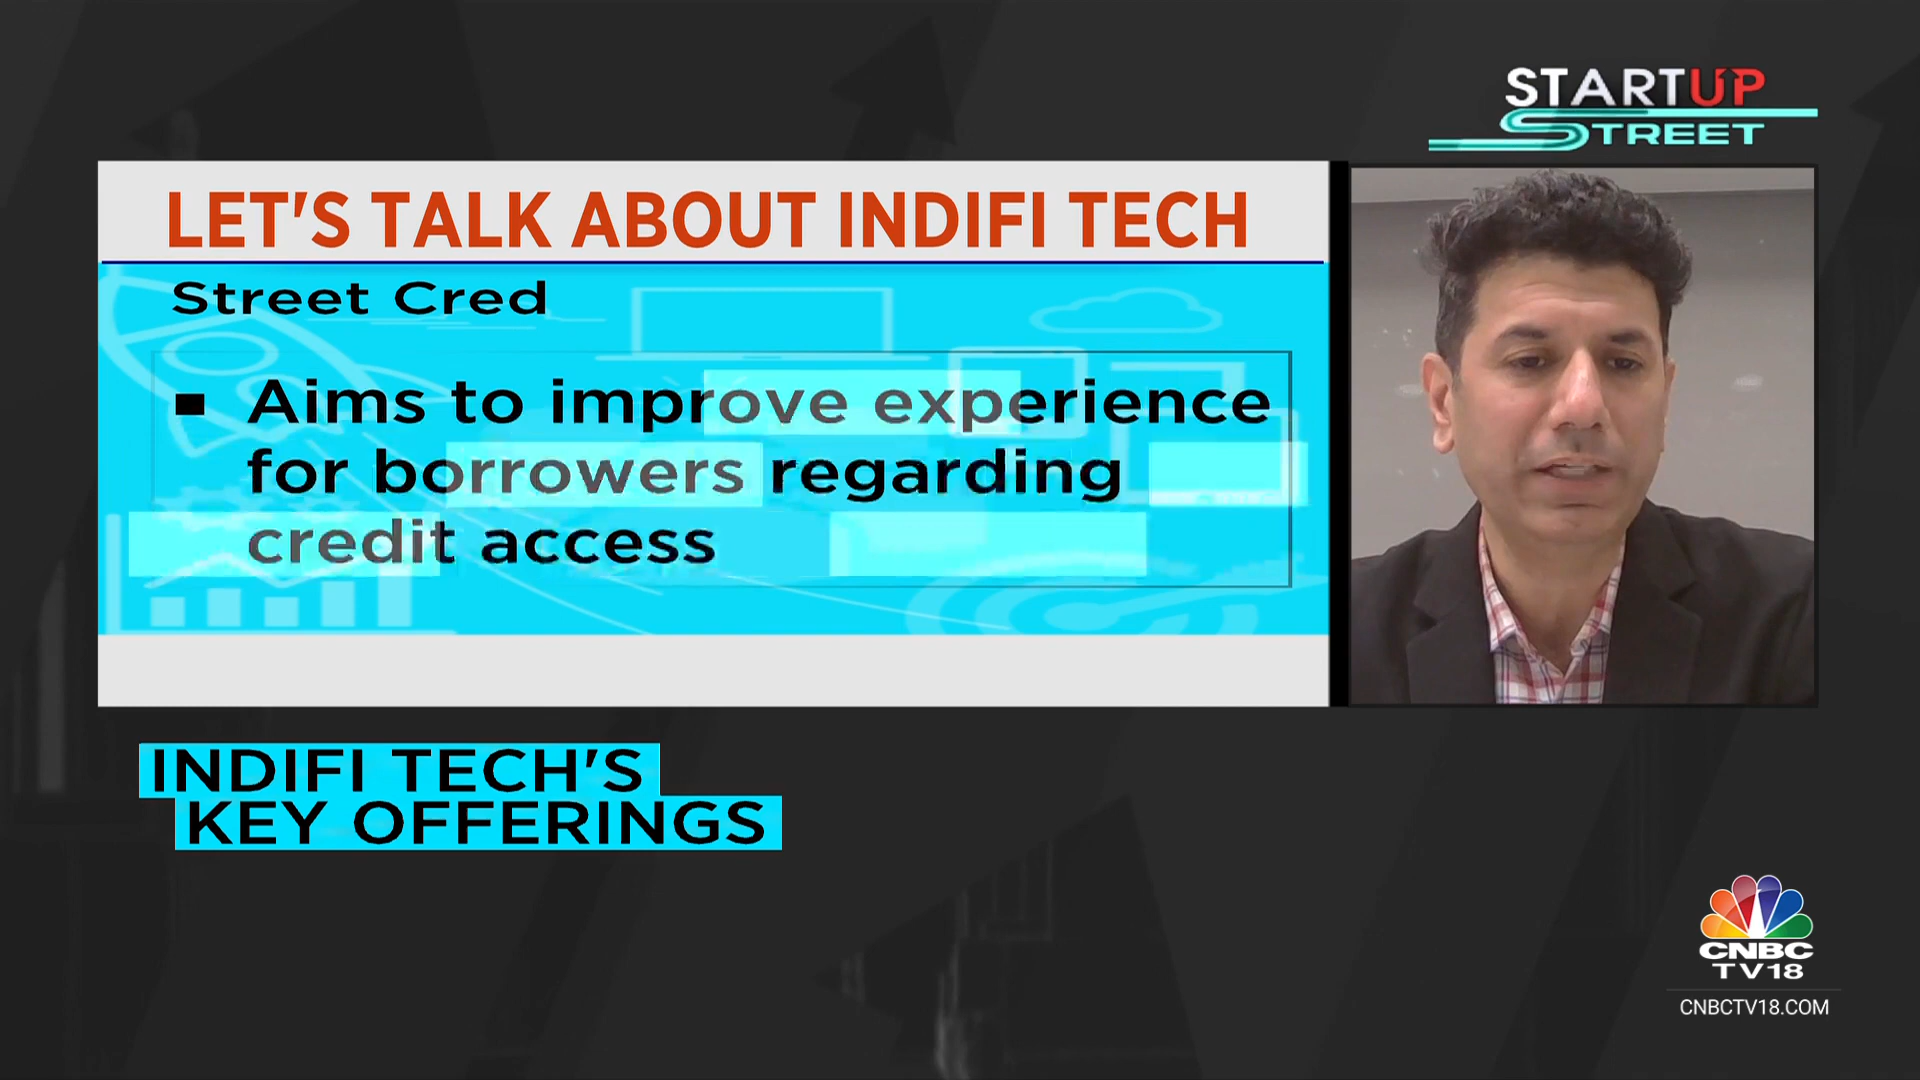 STARTUP
STREET
LET'S TALK ABOUT INDIFI TECH
Street Cred
■ Aims to improve experience
for borrowers regarding
credit access
INDIFI TECH'S
KEY OFFERINGS
CNBC
TV18
CNBCTV18.COM